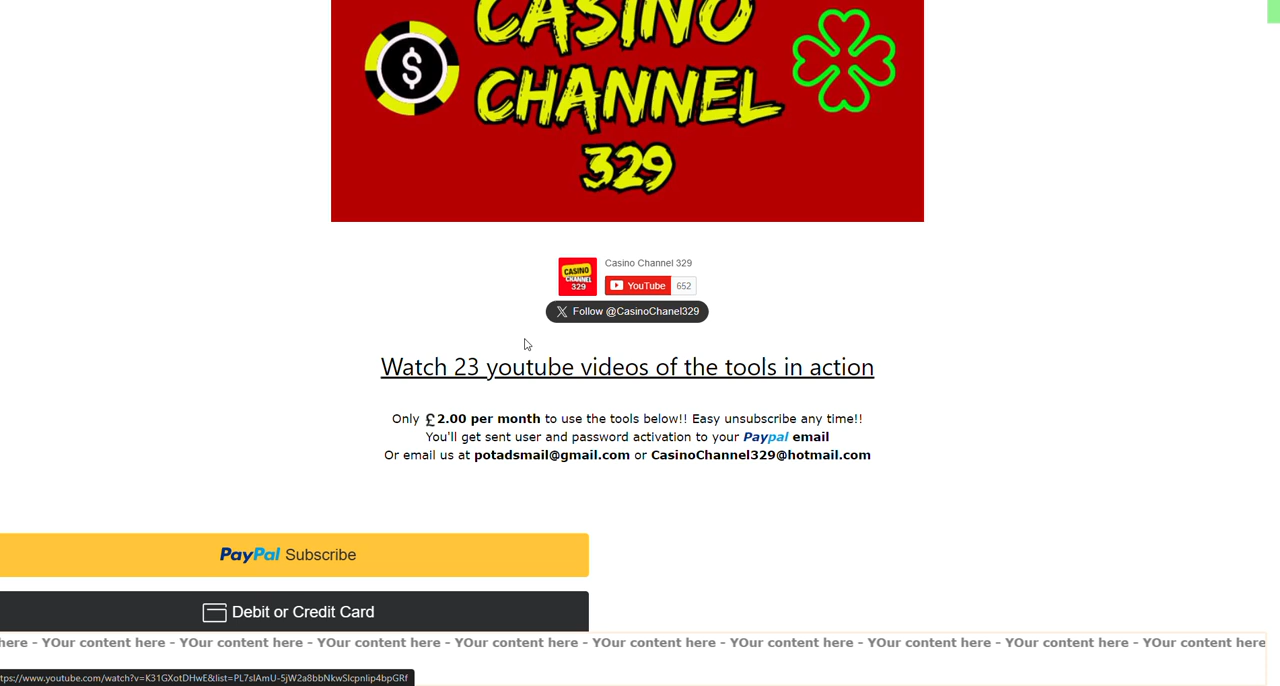 CASINO
CHANNEL
329
$
Casino Channel 329
CASINO
CHANNEL
329
YouTube 652
Follow @CasinoChanel329
Watch 23 youtube videos of the tools in action
Only £2.00 per month to use the tools below!! Easy unsubscribe any time!!
You'll get sent user and password activation to your Paypal email
Or email us at potadsmail@gmail.com or CasinoChannel329@hotmail.com
PayPal Subscribe
Debit or Credit Card
here - YOur content here - YOur content here - YOur content here - YOur content here - YOur content here - YOur content here - YOur content here - YOur content here - YOur content here
tps://www.youtube.com/watch?v=K31GXotDHwE&list=PL7slAmU-5jW2a8bbNkwSlcpnlip4bpGRf